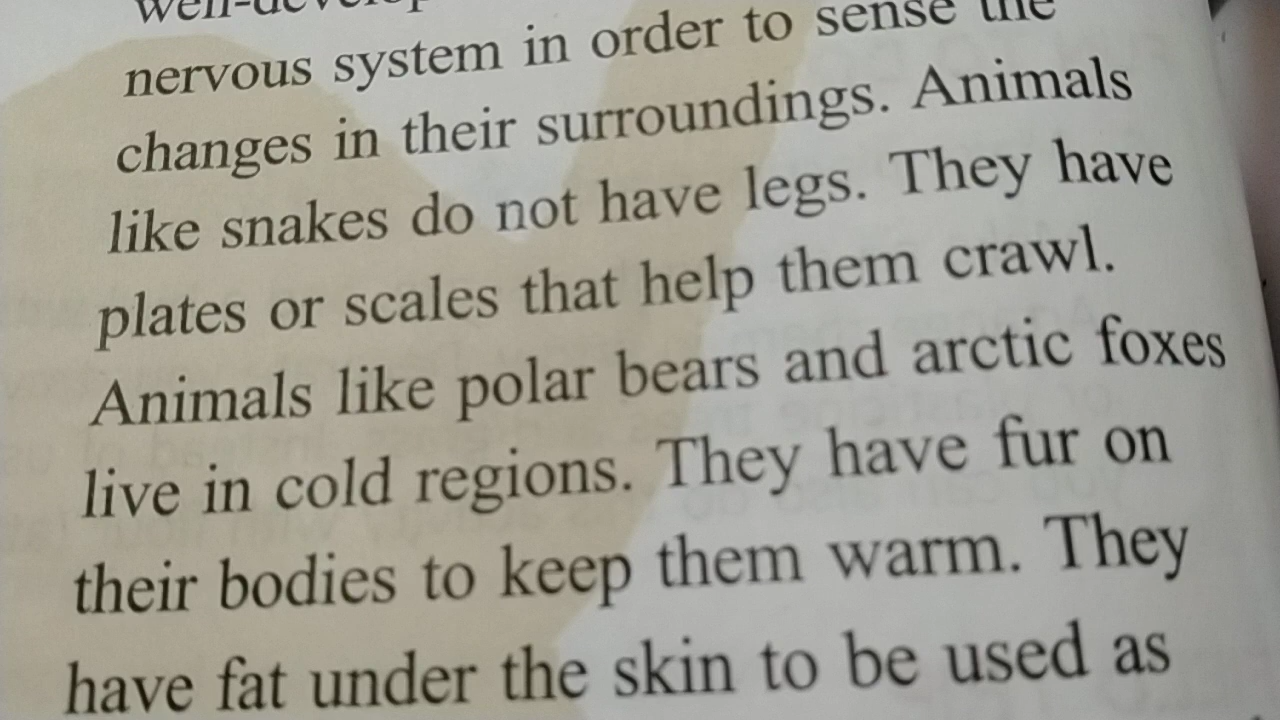 well-develop
nervous system in order to sense the
changes in their surroundings. Animals
like snakes do not have legs. They have
plates or scales that help them crawl.
Animals like polar bears and arctic foxes
live in cold regions. They have fur on
their bodies to keep them warm. They
have fat under the skin to be used as